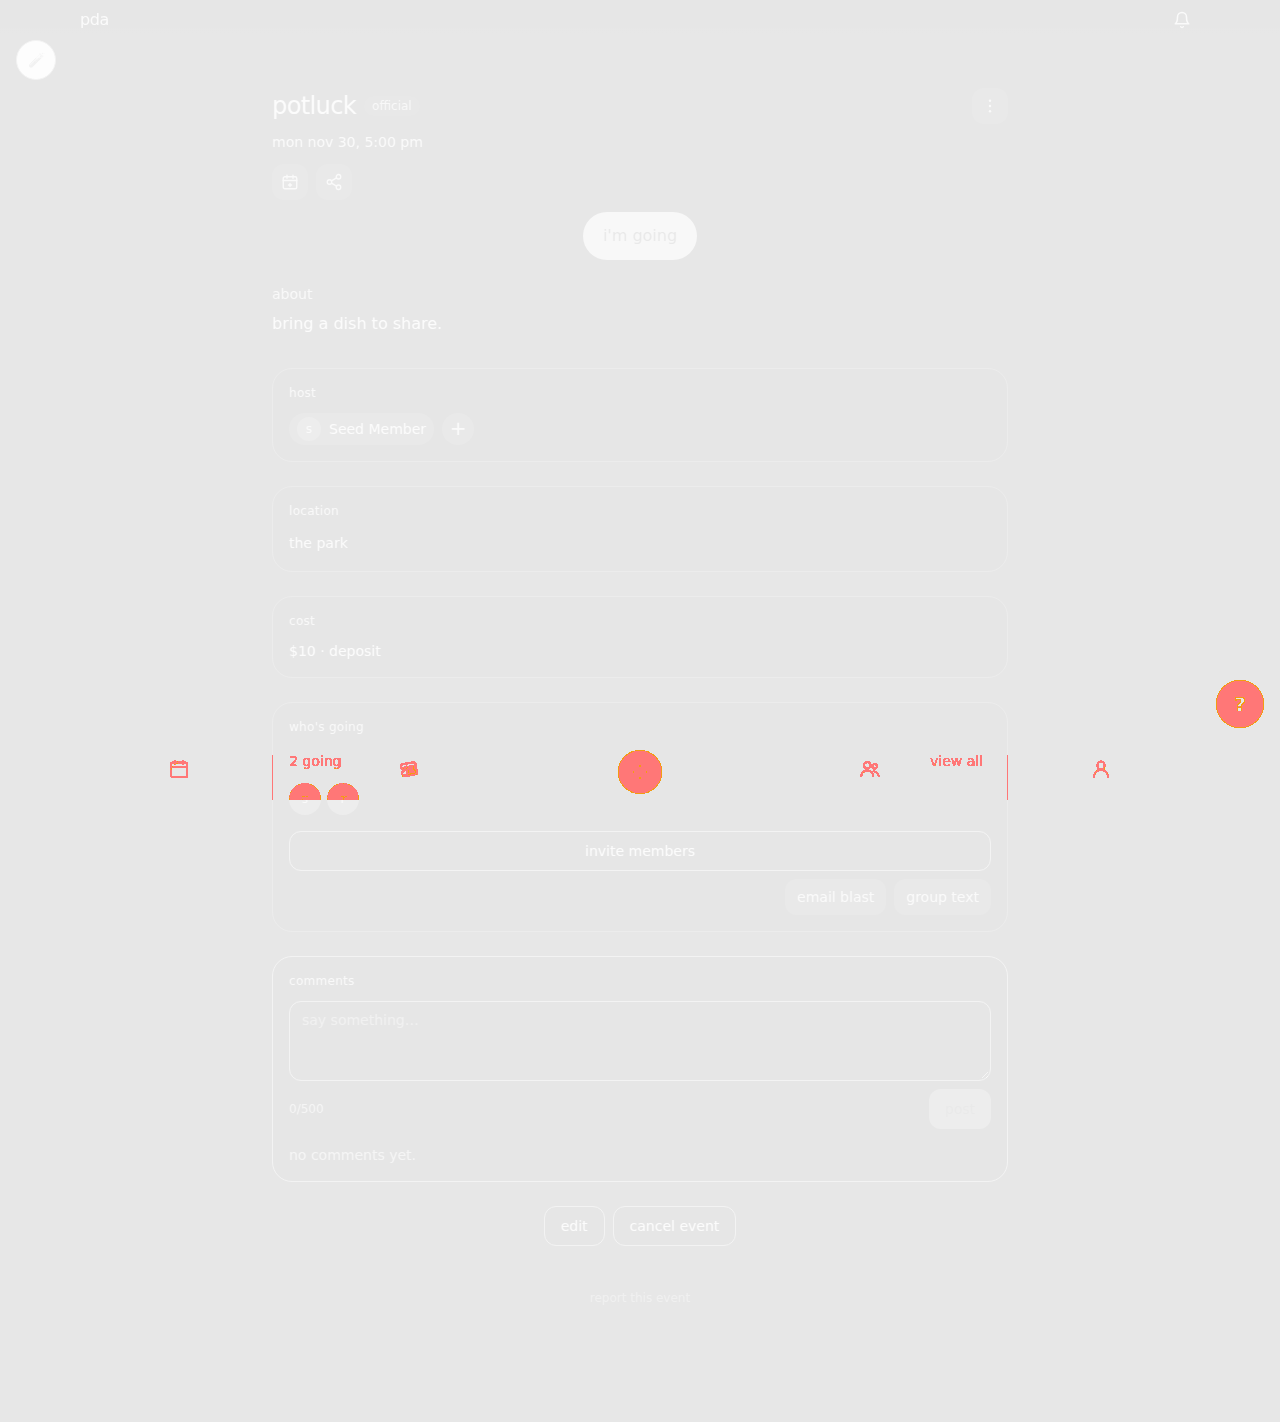 pda
potluck official
mon nov 30, 5:00 pm
i'm going
about
bring a dish to share.
host
S Seed Member
location
the park
cost
$10 · deposit
?
who's going
2 going view all
invite members
email blast group text
comments
say something...
0/500 post
no comments yet.
edit cancel event
report this event